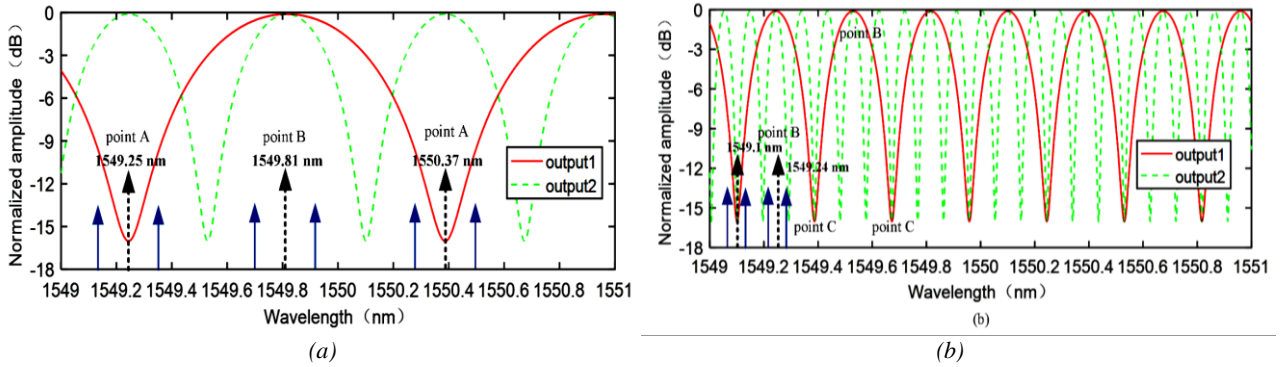 Normalized amplitude (dB)
0
-3
-6
-9
-12
-15
-18
point A
1549.25 nm
point B
1549.81 nm
point A
1550.37 nm
output1
output2
1549 1549.2 1549.4 1549.6 1549.8 1550 1550.2 1550.4 1550.6 1550.8 1551
Wavelength (nm)
(a)
Normalized amplitude (dB)
0
-3
-6
-9
-12
-15
-18
point B
point B
1549.1 nm
1549.24 nm
output1
output2
point C
point C
1549 1549.2 1549.4 1549.6 1549.8 1550 1550.2 1550.4 1550.6 1550.8 1551
Wavelength (nm)
(b)
(b)